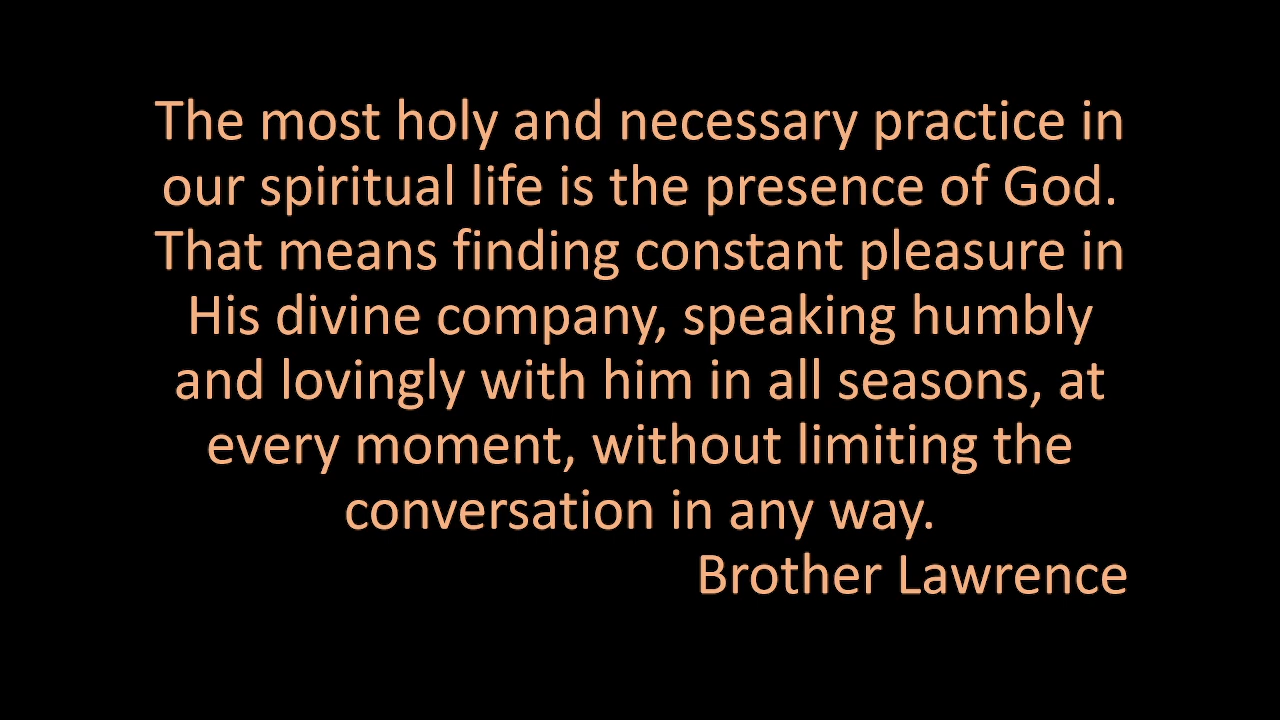 The most holy and necessary practice in
our spiritual life is the presence of God.
That means finding constant pleasure in
His divine company, speaking humbly
and lovingly with him in all seasons, at
every moment, without limiting the
conversation in any way.
Brother Lawrence